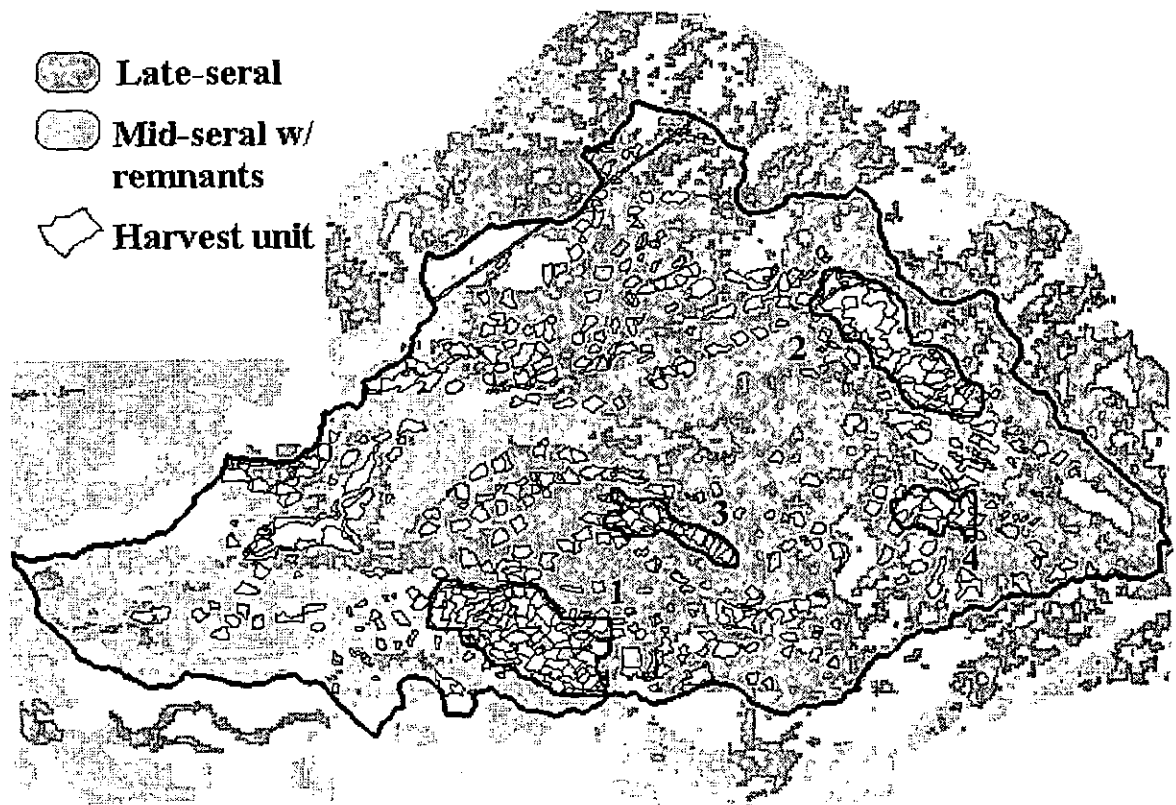 Late-seral
Mid-seral w/
remnants
Harvest unit
2
3
4
1